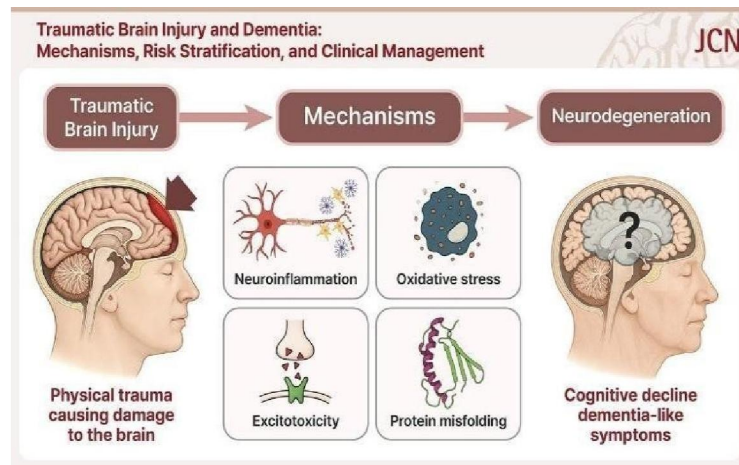 Traumatic Brain Injury and Dementia:
Mechanisms, Risk Stratification, and Clinical Management
JCN
Traumatic
Brain Injury
Mechanisms
Neurodegeneration
Neuroinflammation
Oxidative stress
?
Excitotoxicity
Protein misfolding
Physical trauma
causing damage
to the brain
Cognitive decline
dementia-like
symptoms